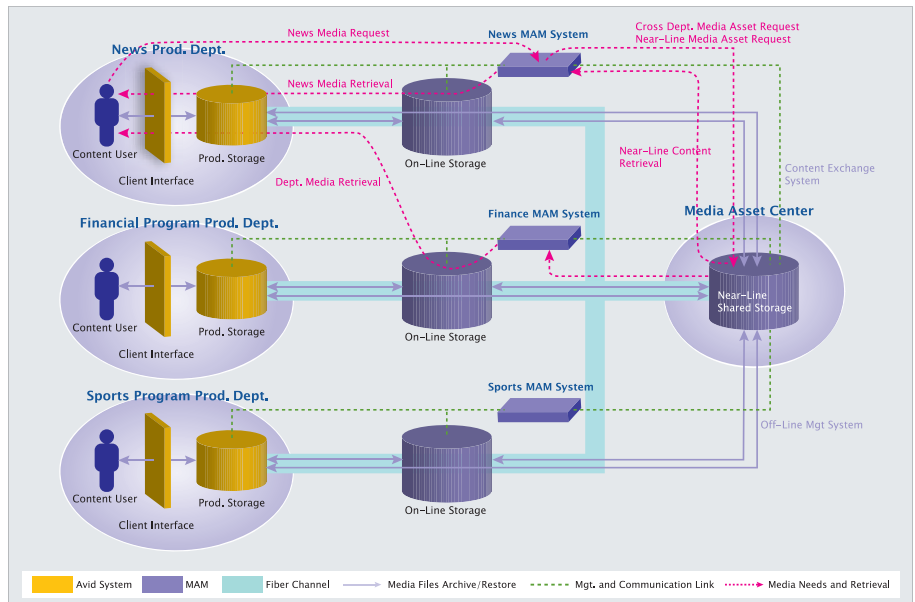 News Media Request
News MAM System
Cross Dept. Media Asset Request
Near-Line Media Asset Request
News Prod. Dept.
News Media Retrieval
Content User
Prod. Storage
Client Interface
On-Line Storage
Near-Line Content
Retrieval
Content Exchange
System
Dept. Media Retrieval
Media Asset Center
Financial Program Prod. Dept.
Finance MAM System
Near-Line
Shared Storage
Content User
Prod. Storage
Client Interface
On-Line Storage
Sports Program Prod. Dept.
Sports MAM System
Off-Line Mgt System
Content User
Prod. Storage
Client Interface
On-Line Storage
Avid System
MAM
Fiber Channel
Media Files Archive/Restore
Mgt. and Communication Link
Media Needs and Retrieval